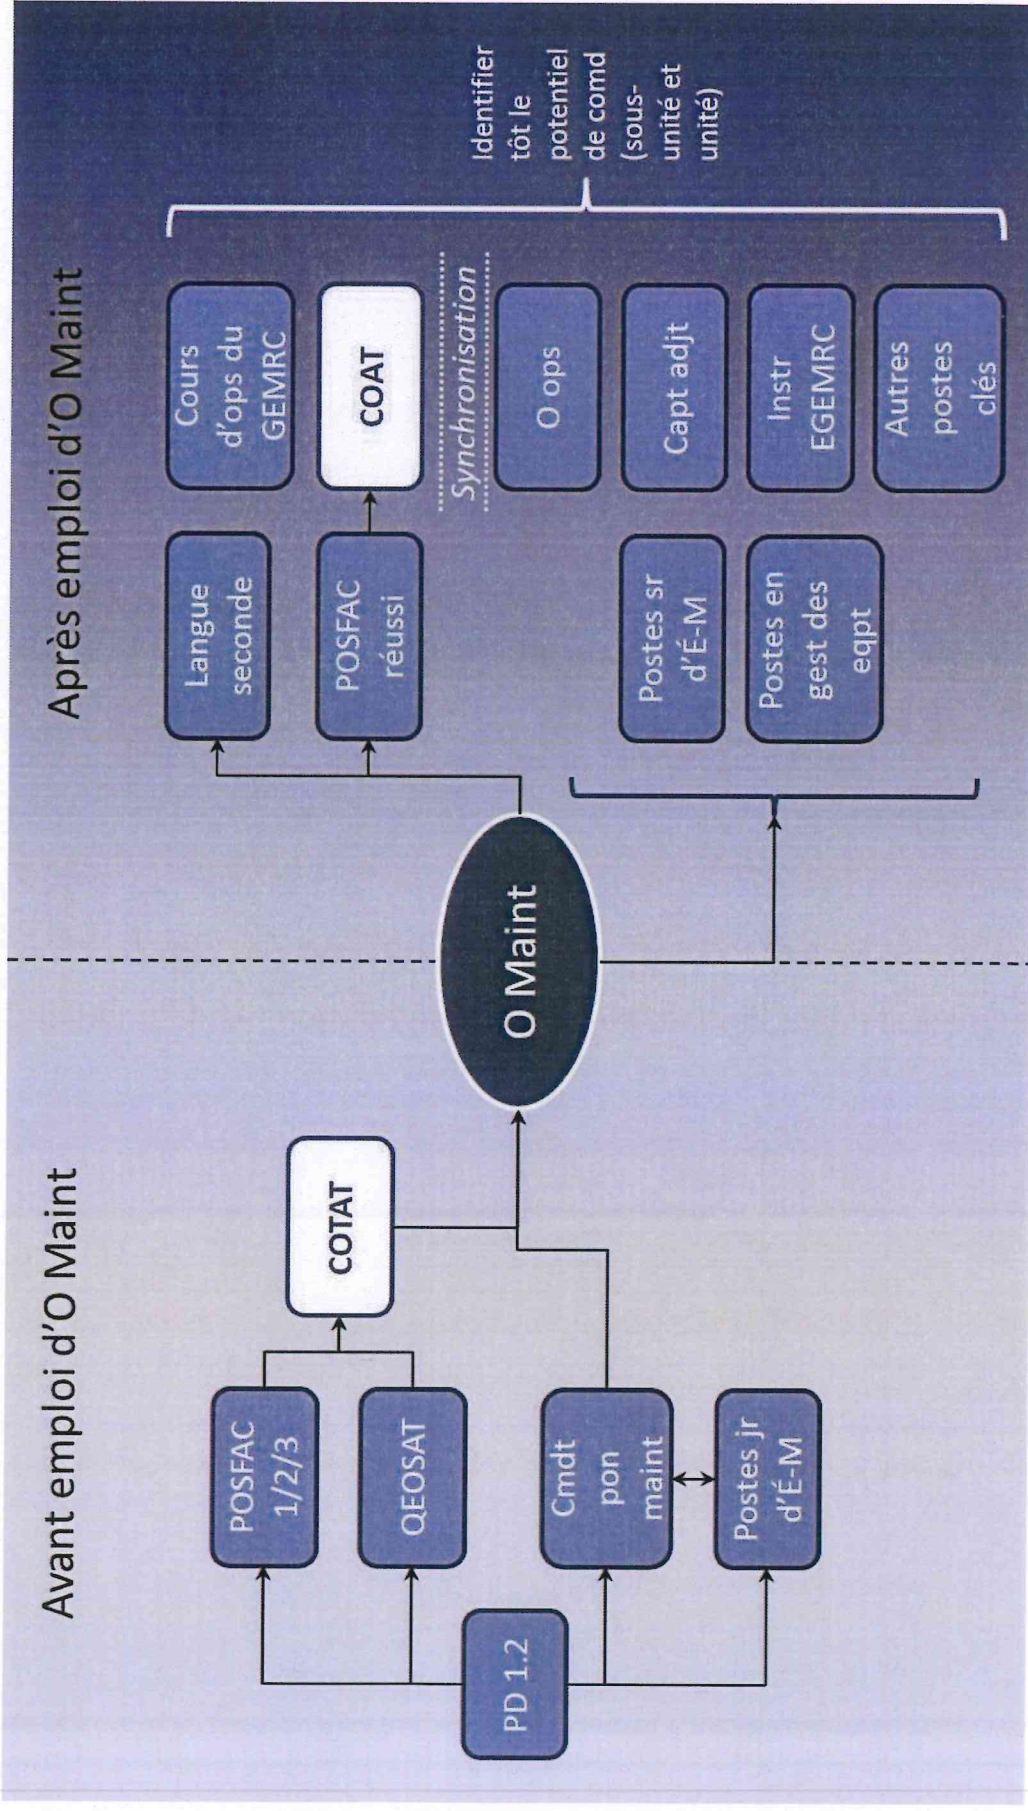 Avant emploi d'O Maint
Après emploi d'O Maint
PD 1.2
POSFAC
1/2/3
QEOSAT
Cmdt
pon
maint
Postes jr
d'É-M
COTAT
O Maint
Langue
seconde
POSFAC
réussi
Postes sr
d'É-M
Postes en
gest des
eqpt
Cours
d'ops du
GEMRC
COAT
Synchronisation
O ops
Capt adjt
Instr
EGEMRC
Autres
postes
clés
Identifier
tôt le
potentiel
de comd
(sous-
unité et
unité)